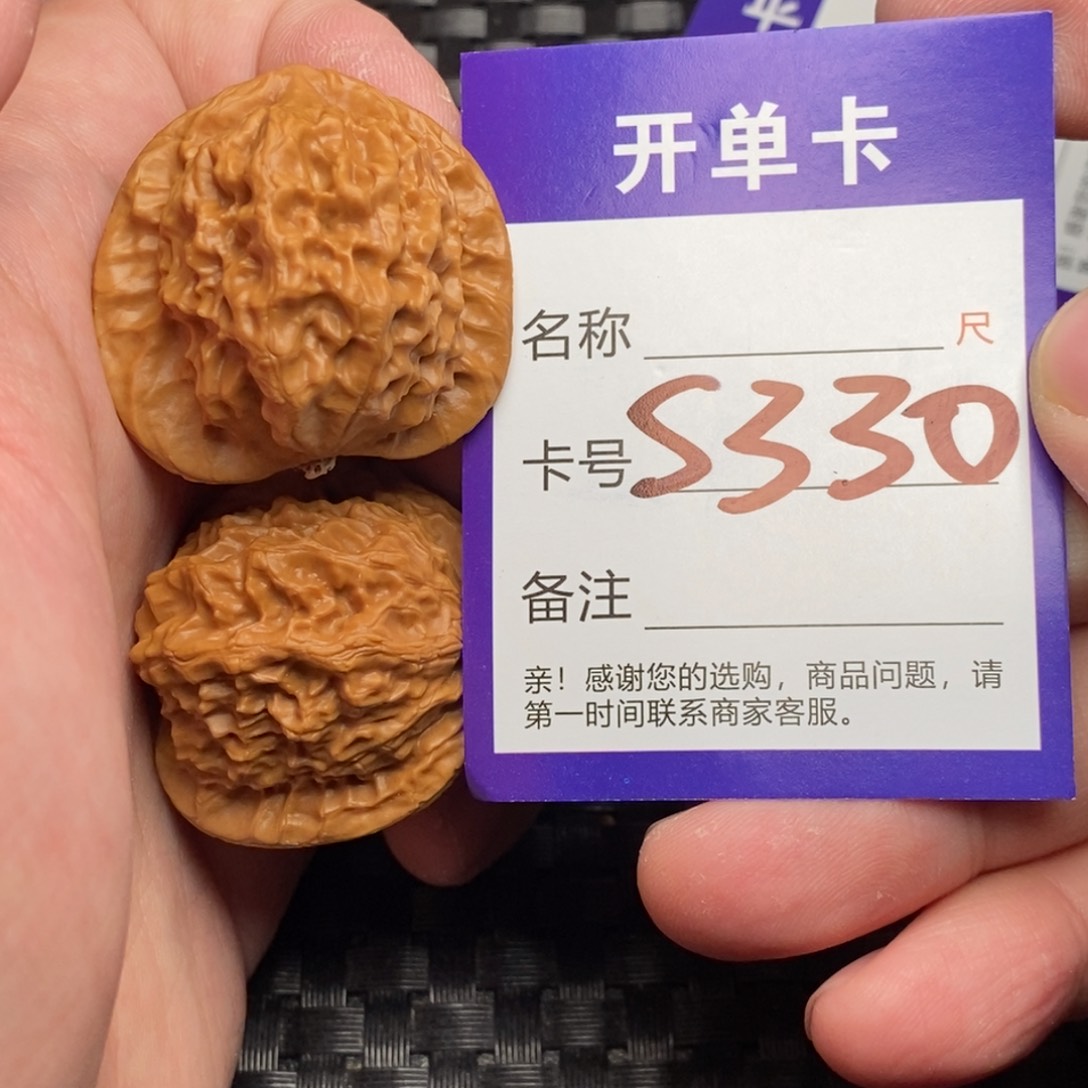 卡
开单卡
名称 尺
卡号 S330
备注
亲！感谢您的选购，商品问题，请
第一时间联系商家客服。